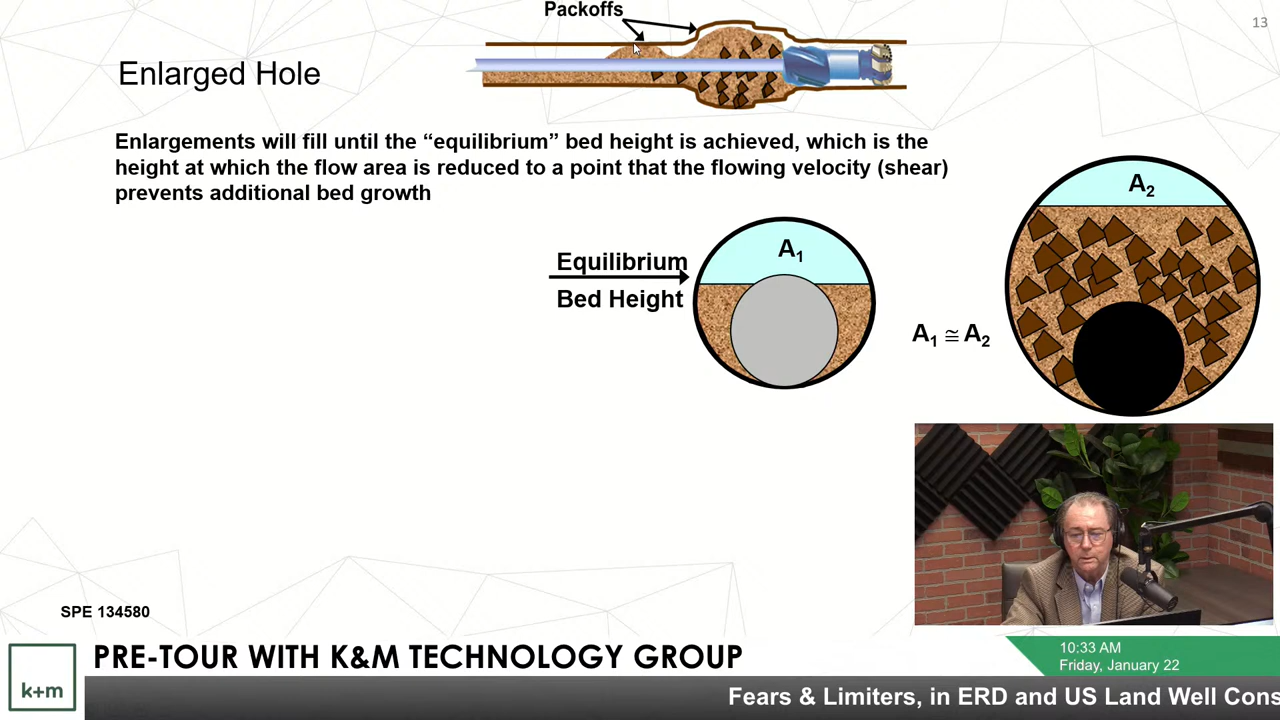 Packoffs
13
Enlarged Hole
Enlargements will fill until the “equilibrium” bed height is achieved, which is the
height at which the flow area is reduced to a point that the flowing velocity (shear)
prevents additional bed growth
A2
A1
Equilibrium
Bed Height
A1 ≅ A2
SPE 134580
k+m
PRE-TOUR WITH K&M TECHNOLOGY GROUP
10:33 AM
Friday, January 22
Fears & Limiters, in ERD and US Land Well Cons